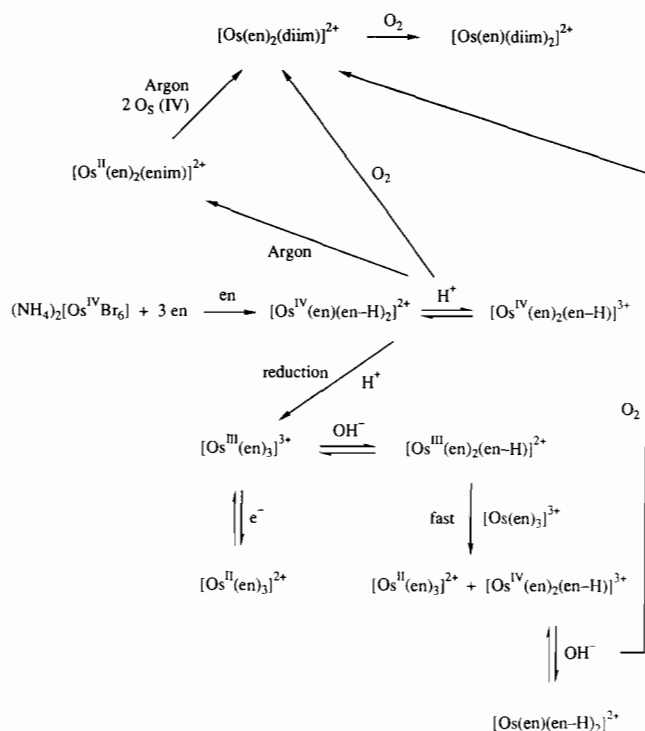 [Os(en)₂(diim)]²⁺ O₂ [Os(en)(diim)₂]²⁺
Argon
2 Os (IV)
[Osᴵᴵ(en)₂(enim)]²⁺
O₂
Argon
(NH₄)₂[Osᴵⱽ Br₆] + 3 en en [Osᴵⱽ(en)(en–H)₂]²⁺ H⁺ [Osᴵⱽ(en)₂(en–H)]³⁺
reduction H⁺
O₂
[Osᴵᴵᴵ(en)₃]³⁺ OH⁻ [Osᴵᴵᴵ(en)₂(en–H)]²⁺
e⁻ fast [Os(en)₃]³⁺
[Osᴵᴵ(en)₃]²⁺ [Osᴵᴵ(en)₃]²⁺ + [Osᴵⱽ(en)₂(en–H)]³⁺
OH⁻
[Os(en)(en–H)₂]²⁺